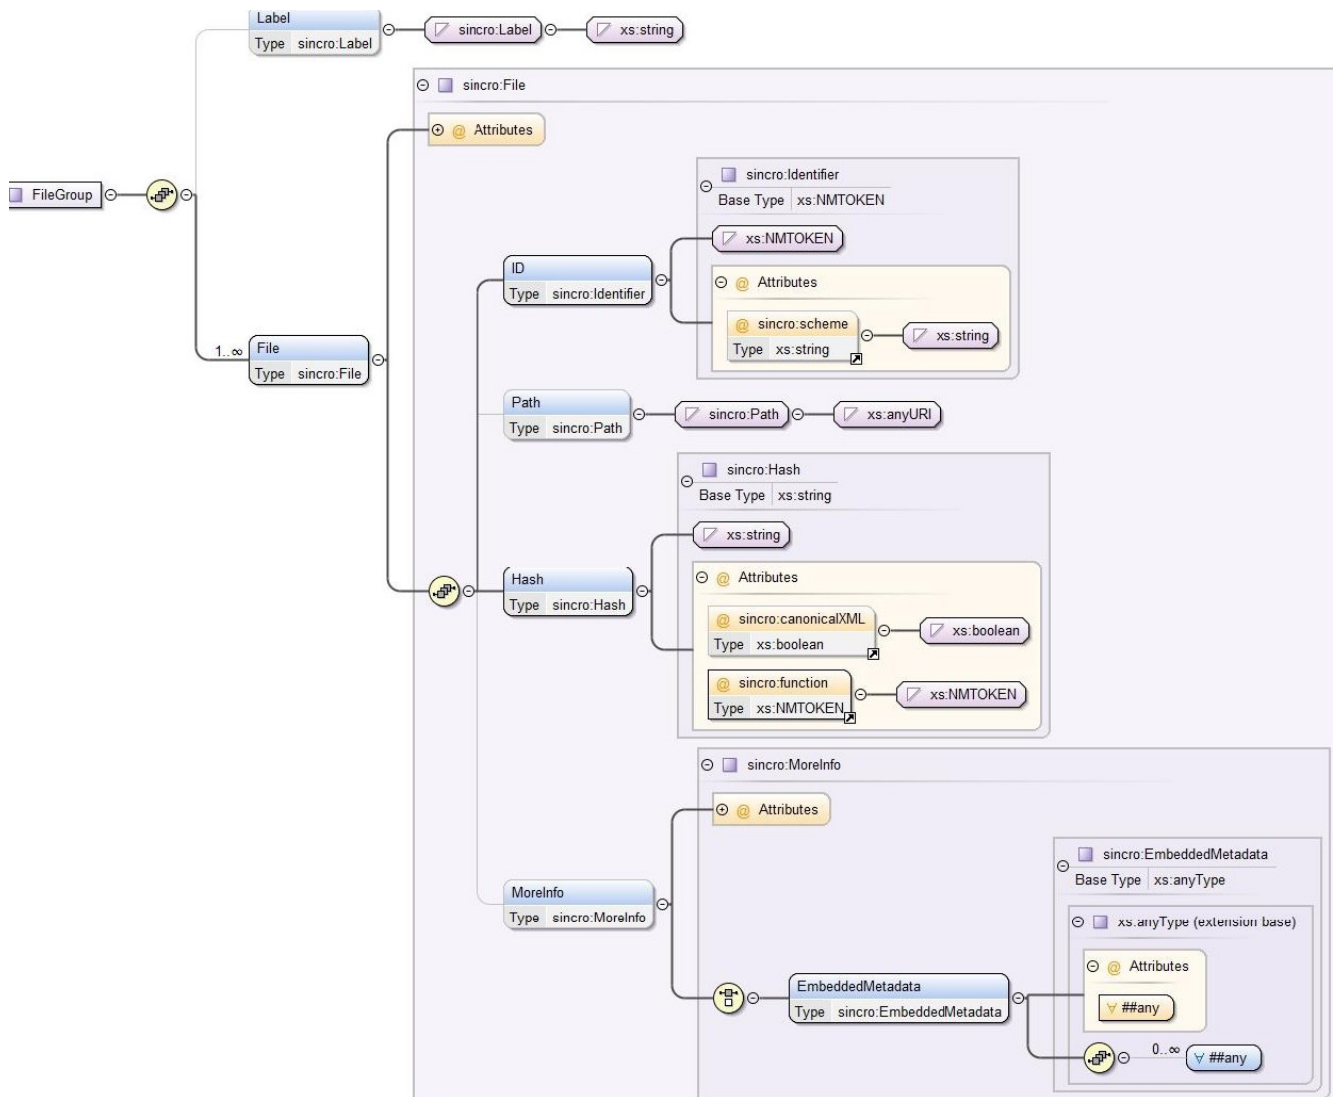 Label
Type sincro:Label
sincro:Label
xs:string
sincro:File
Attributes
FileGroup
sincro:Identifier
Base Type xs:NMTOKEN
xs:NMTOKEN
ID
Type sincro:Identifier
Attributes
sincro:scheme
Type xs:string
xs:string
1..∞
File
Type sincro:File
Path
Type sincro:Path
sincro:Path
xs:anyURI
sincro:Hash
Base Type xs:string
xs:string
Hash
Type sincro:Hash
Attributes
sincro:canonicalXML
Type xs:boolean
xs:boolean
sincro:function
Type xs:NMTOKEN
xs:NMTOKEN
sincro:MoreInfo
Attributes
MoreInfo
Type sincro:MoreInfo
sincro:EmbeddedMetadata
Base Type xs:anyType
xs:anyType (extension base)
Attributes
##any
EmbeddedMetadata
Type sincro:EmbeddedMetadata
0..∞
##any